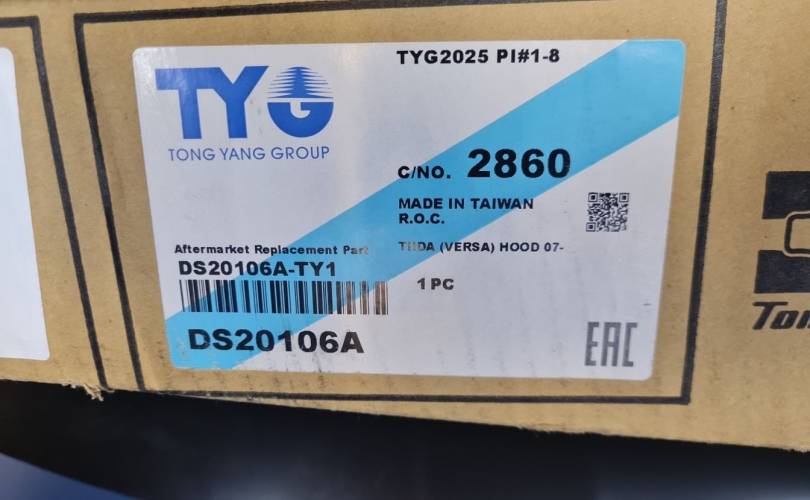 TYG2025 PI#1-8
TYG
TONG YANG GROUP
C/NO. 2860
MADE IN TAIWAN
R.O.C.
Aftermarket Replacement Part
TIIDA (VERSA) HOOD 07-
DS20106A-TY1
1 PC
DS20106A
EAC